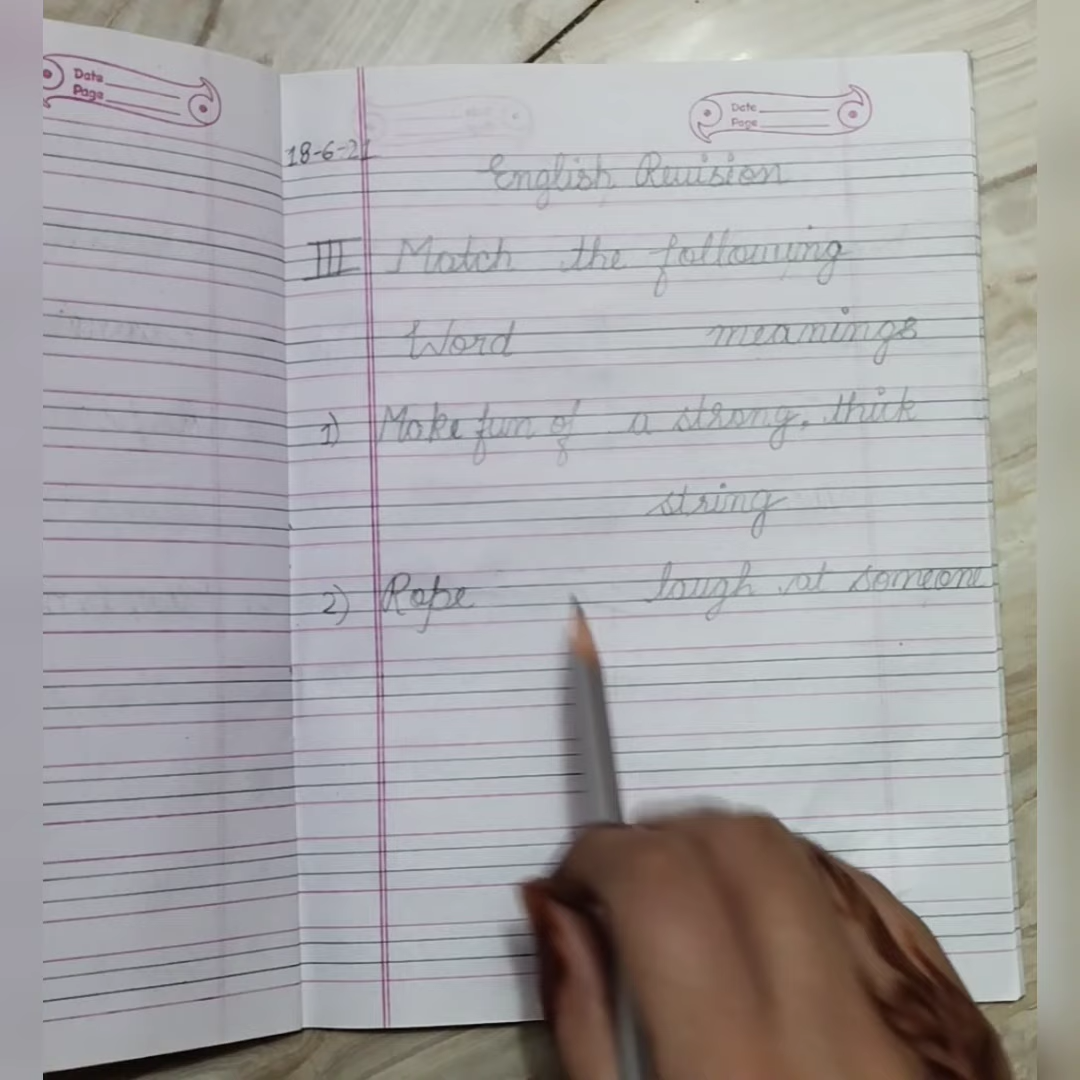 Date
Page
Date
Page
18-6-21
English Revision
III Match the following
Word meanings
1) Make fun of a strong, thick
string
2) Rope laugh at someone